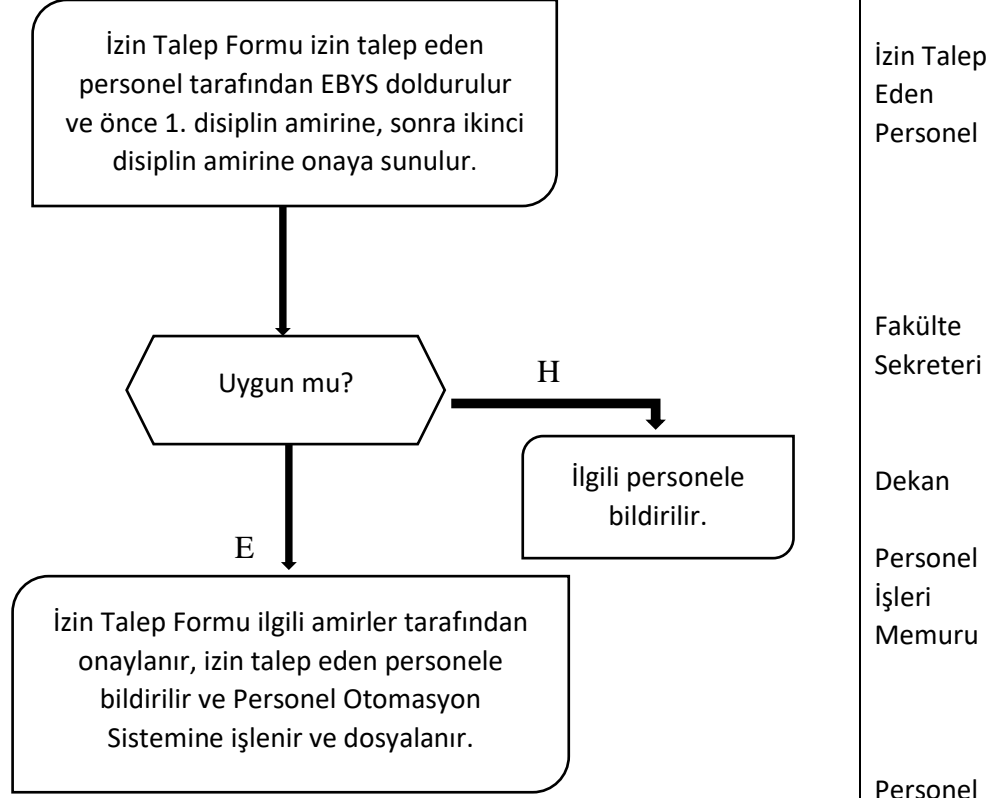 İzin Talep Formu izin talep eden
personel tarafından EBYS doldurulur
ve önce 1. disiplin amirine, sonra ikinci
disiplin amirine onaya sunulur.
Uygun mu?
H
İlgili personele
bildirilir.
E
İzin Talep Formu ilgili amirler tarafından
onaylanır, izin talep eden personele
bildirilir ve Personel Otomasyon
Sistemine işlenir ve dosyalanır.
İzin Talep
Eden
Personel
Fakülte
Sekreteri
Dekan
Personel
İşleri
Memuru
Personel